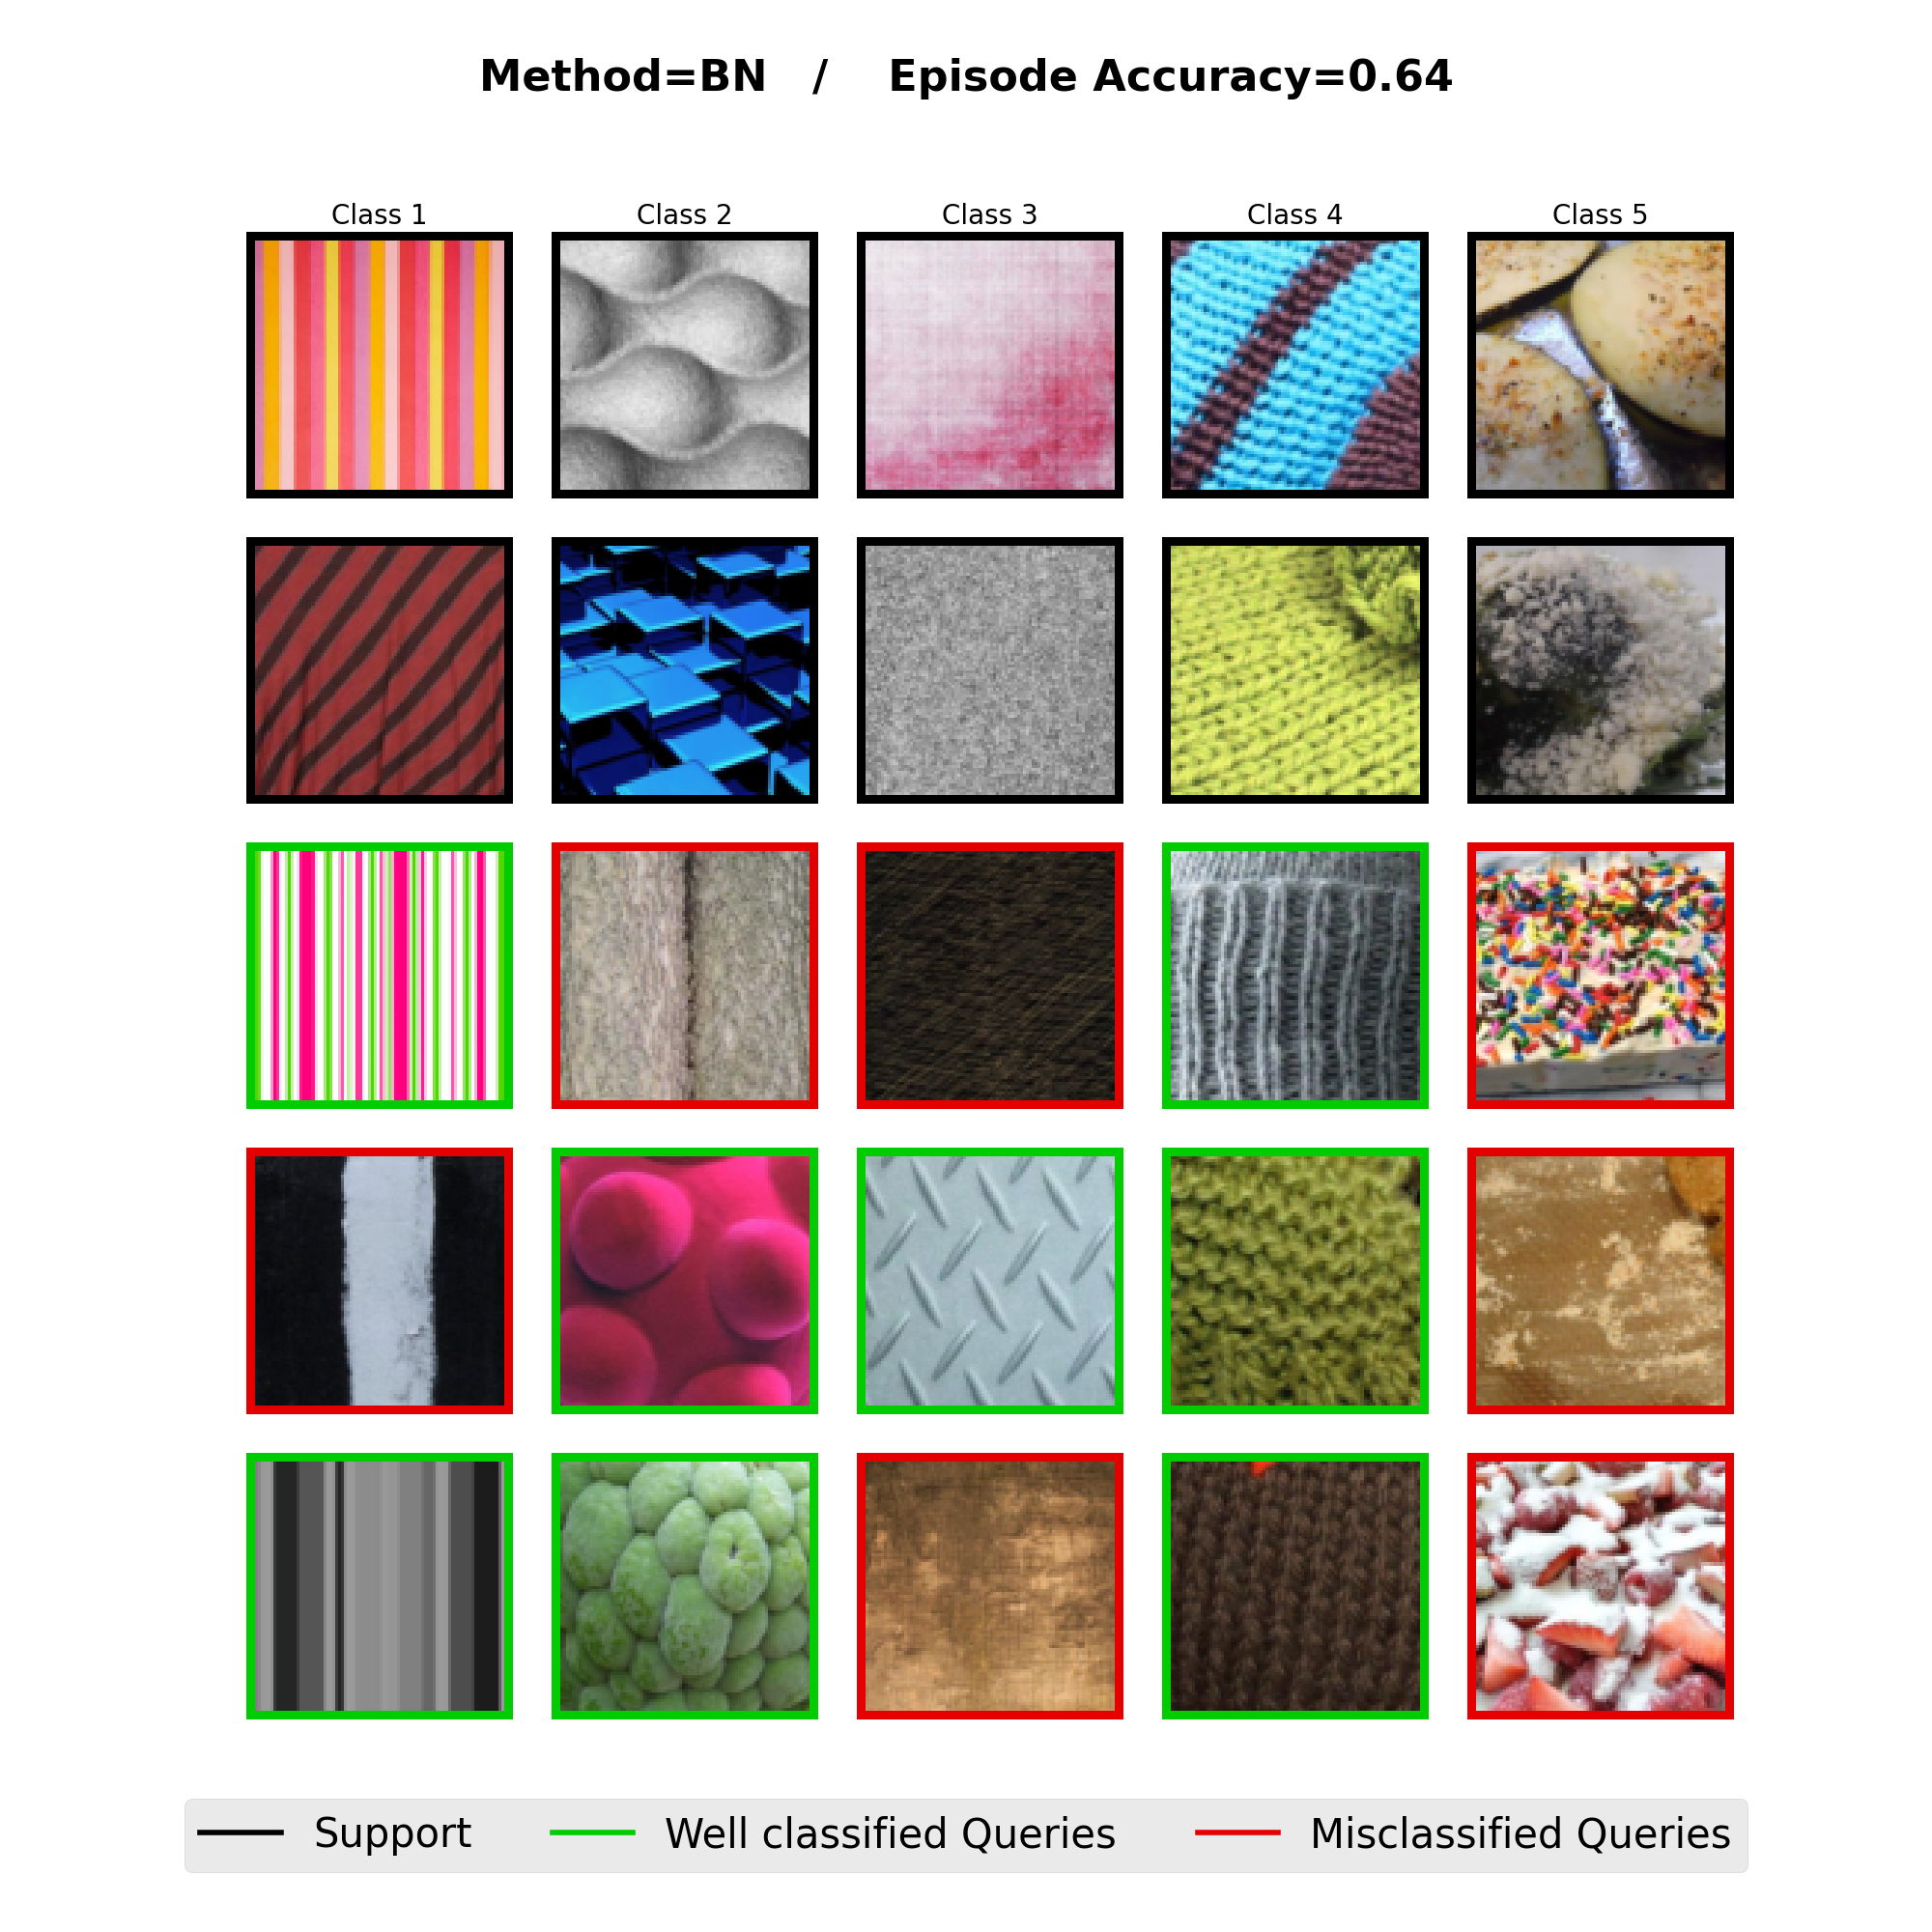 Method=BN / Episode Accuracy=0.64
Class 1 Class 2 Class 3 Class 4 Class 5
Support Well classified Queries Misclassified Queries